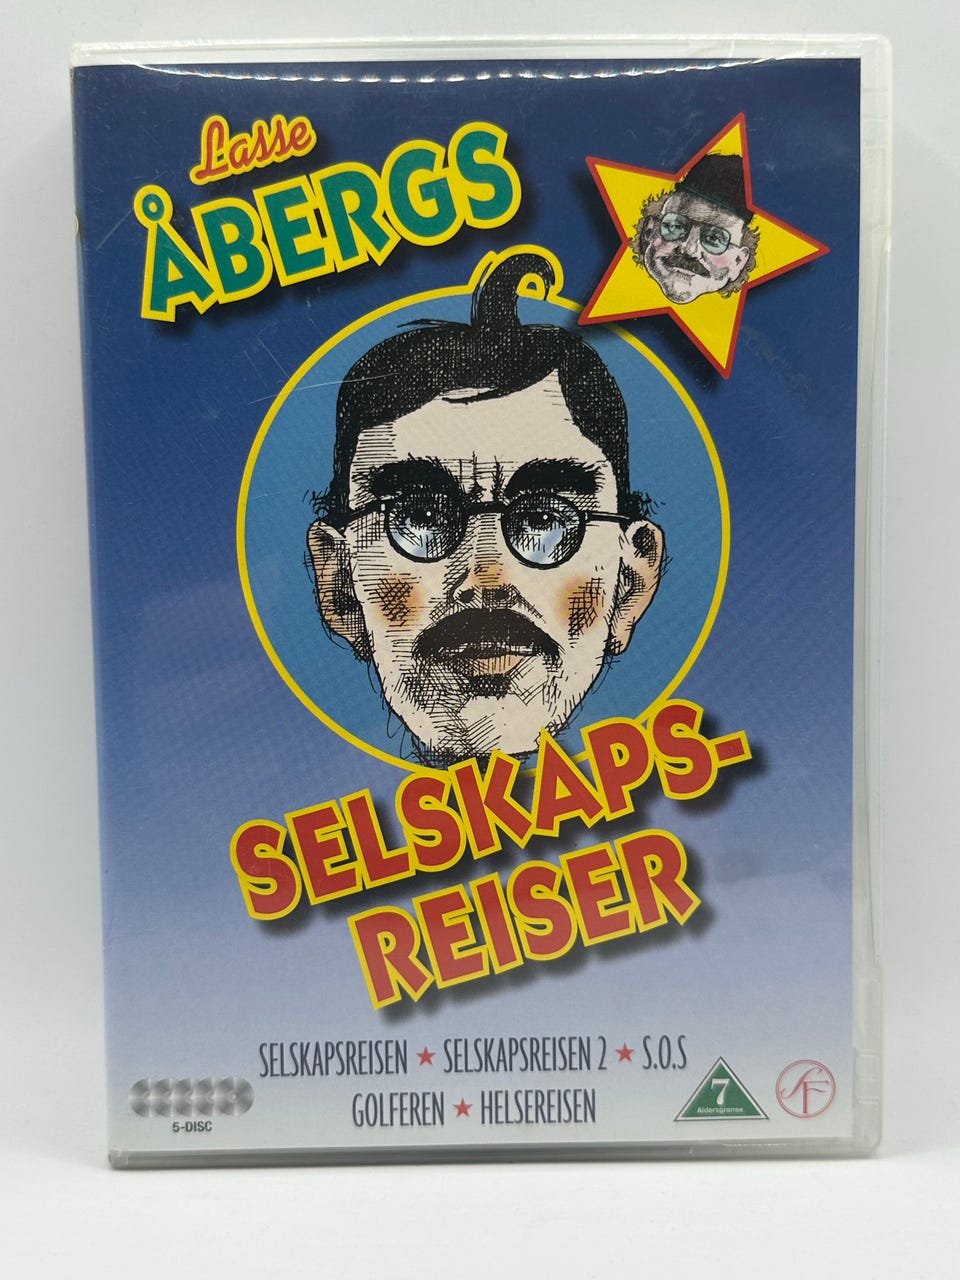 Lasse
ÅBERGS
SELSKAPS-
REISER
SELSKAPSREISEN ★ SELSKAPSREISEN 2 ★ S.O.S
GOLFEREN ★ HELSEREISEN
5-DISC
7
Aldersgrense
SF